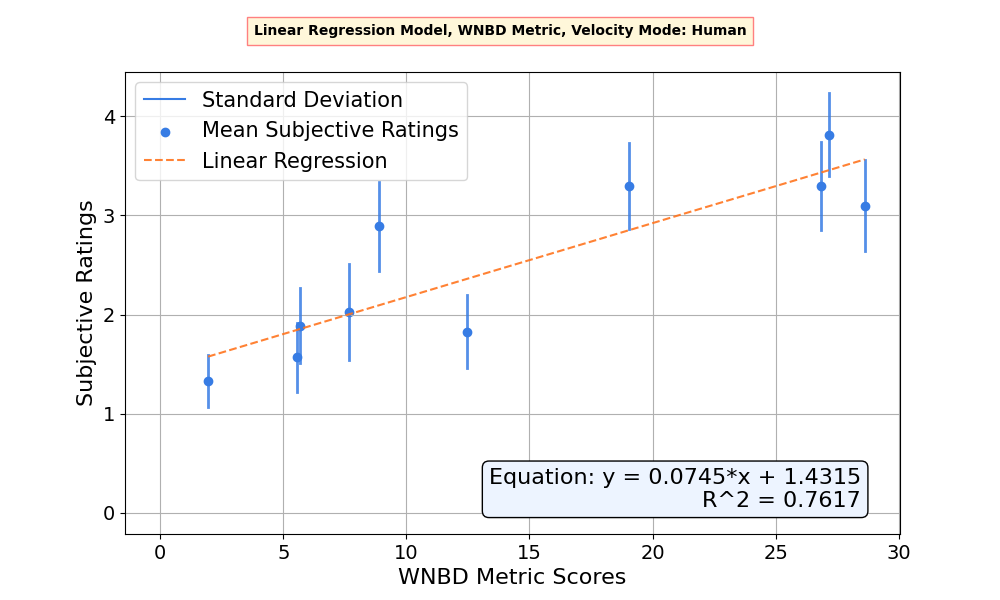 Linear Regression Model, WNBD Metric, Velocity Mode: Human
Standard Deviation
Mean Subjective Ratings
Linear Regression
4
3
2
1
0
Subjective Ratings
Equation: y = 0.0745*x + 1.4315
R^2 = 0.7617
0 5 10 15 20 25 30
WNBD Metric Scores